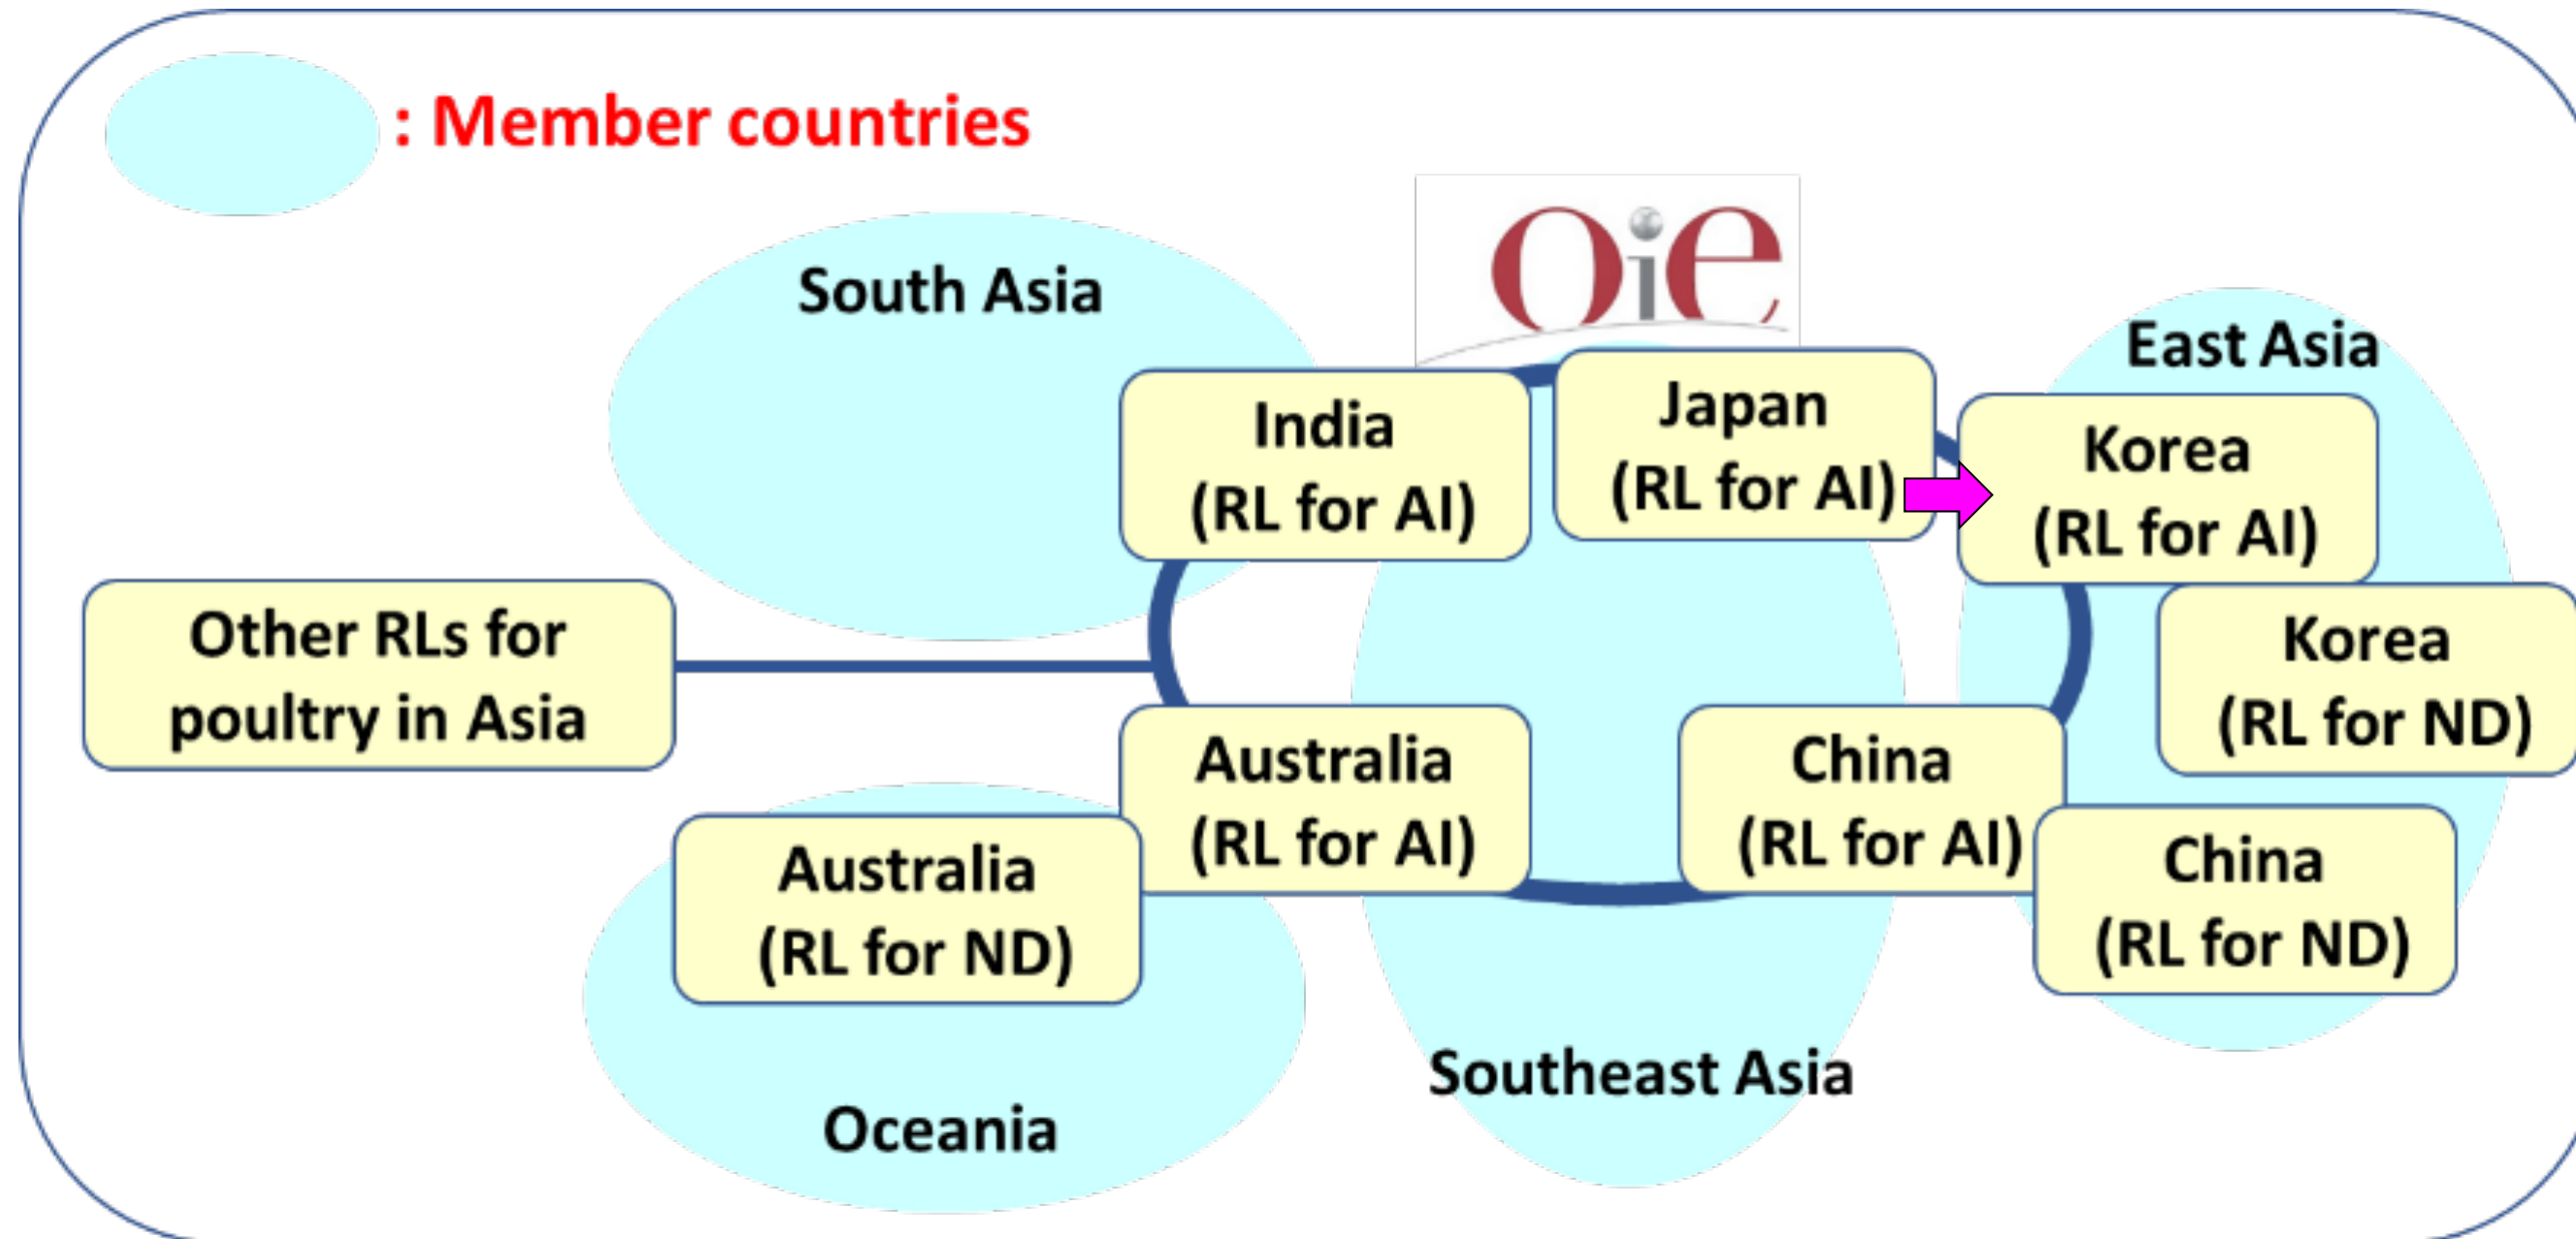 : Member countries
South Asia
oie
East Asia
India
(RL for AI)
Japan
(RL for AI)
Korea
(RL for AI)
Other RLs for
poultry in Asia
Korea
(RL for ND)
Australia
(RL for AI)
China
(RL for AI)
Australia
(RL for ND)
China
(RL for ND)
Southeast Asia
Oceania